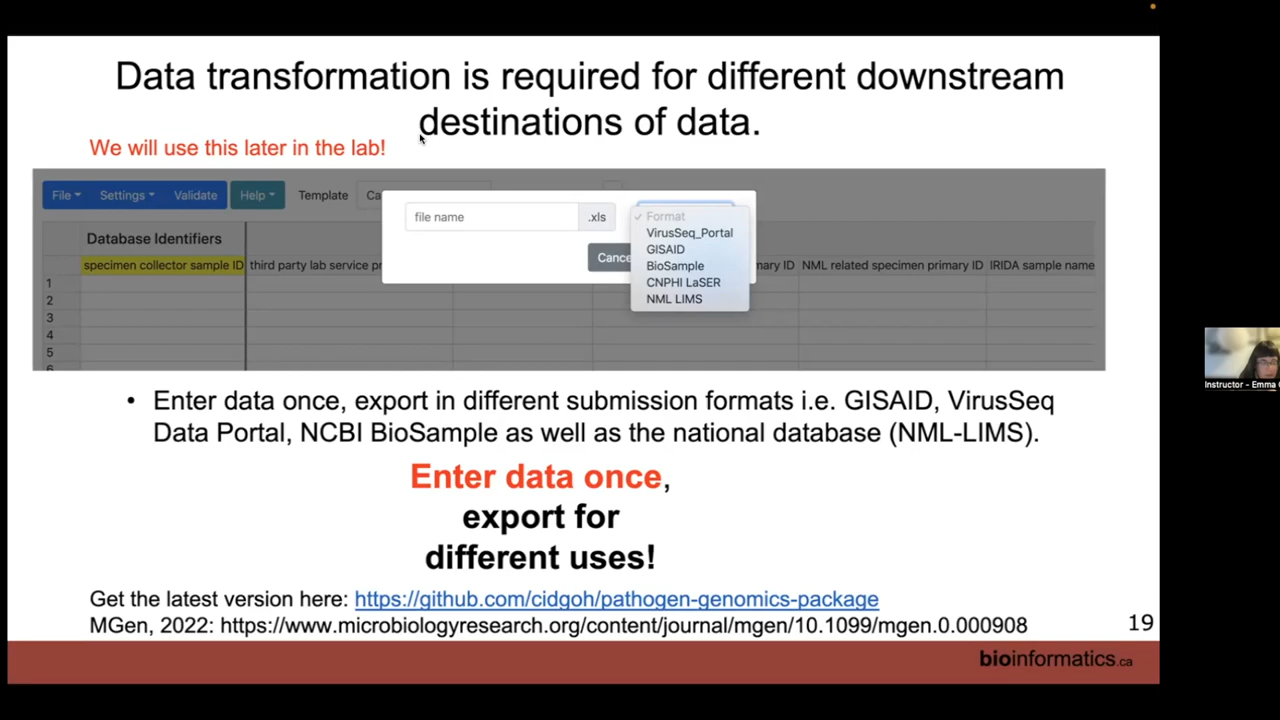 Data transformation is required for different downstream
destinations of data.
We will use this later in the lab!
File Settings Validate Help Template Ca
file name .xls Format
VirusSeq_Portal
GISAID
BioSample
CNPHI LaSER
NML LIMS
Cance
Database Identifiers
specimen collector sample ID third party lab service pr mary ID NML related specimen primary ID IRIDA sample name
1
2
3
4
5
6
• Enter data once, export in different submission formats i.e. GISAID, VirusSeq
Data Portal, NCBI BioSample as well as the national database (NML-LIMS).
Enter data once,
export for
different uses!
Get the latest version here: https://github.com/cidgoh/pathogen-genomics-package
MGen, 2022: https://www.microbiologyresearch.org/content/journal/mgen/10.1099/mgen.0.000908
19
bioinformatics.ca
Instructor - Emma